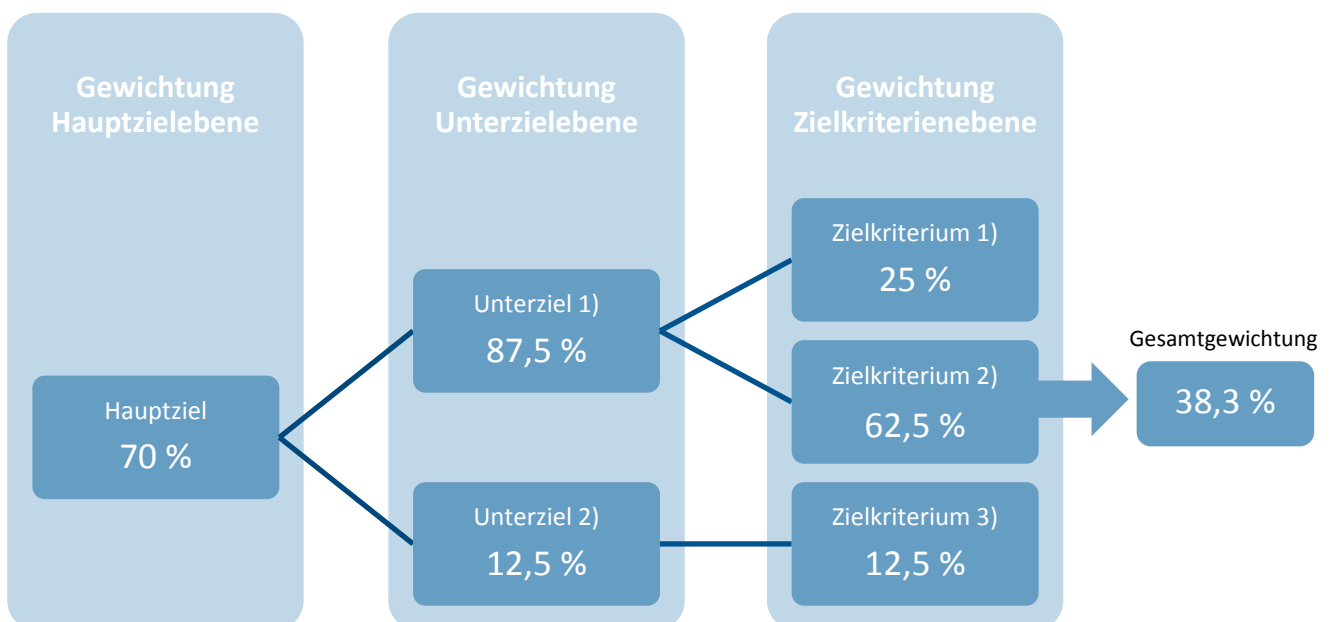 Gewichtung
Hauptzielebene
Gewichtung
Unterzielebene
Gewichtung
Zielkriterienebene
Hauptziel
70 %
Unterziel 1)
87,5 %
Unterziel 2)
12,5 %
Zielkriterium 1)
25 %
Zielkriterium 2)
62,5 %
Zielkriterium 3)
12,5 %
Gesamtgewichtung
38,3 %